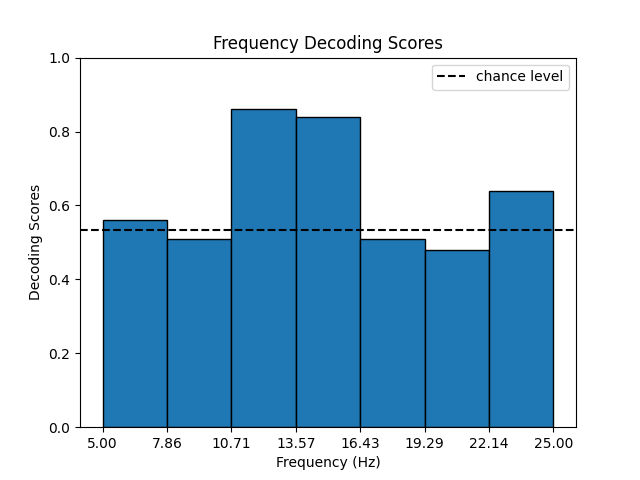 Frequency Decoding Scores
chance level
1.0
0.8
0.6
0.4
0.2
0.0
Decoding Scores
5.00 7.86 10.71 13.57 16.43 19.29 22.14 25.00
Frequency (Hz)